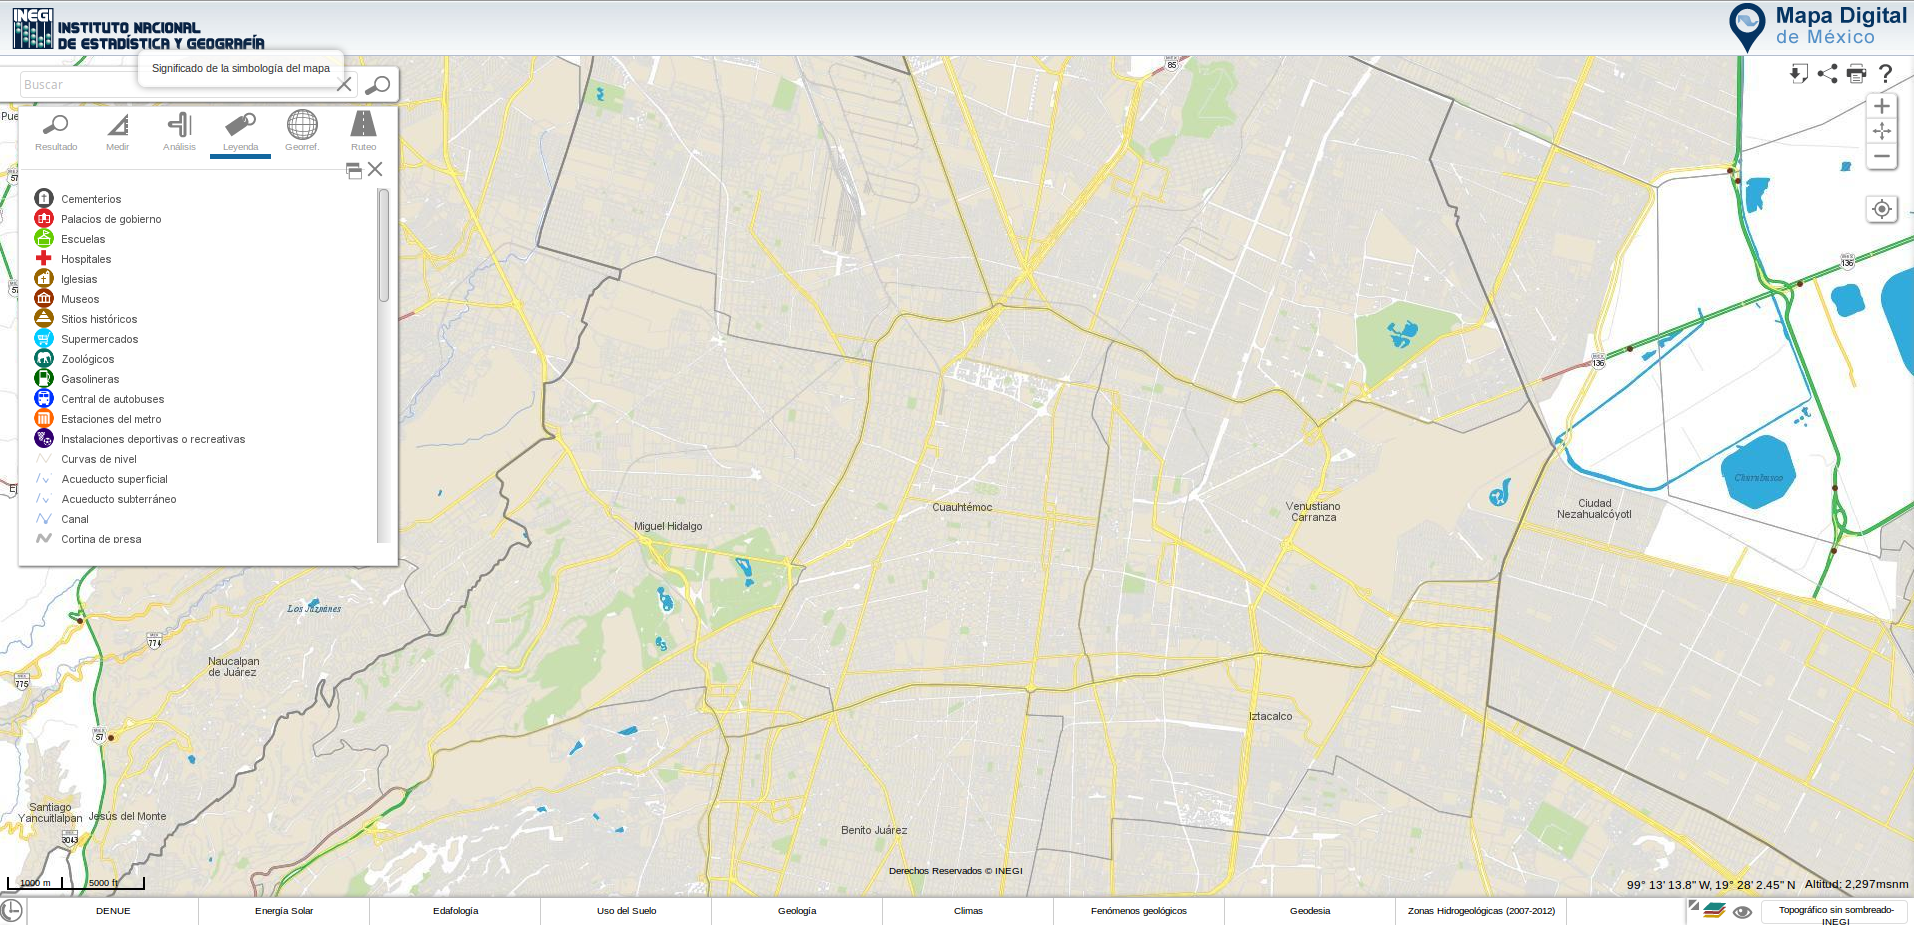 INEGI
INSTITUTO NACIONAL
DE ESTADÍSTICA Y GEOGRAFÍA
Mapa Digital
de México
Significado de la simbología del mapa
Buscar
Resultado
Medir
Análisis
Leyenda
Georref.
Ruteo
Cementerios
Palacios de gobierno
Escuelas
Hospitales
Iglesias
Museos
Sitios históricos
Supermercados
Zoológicos
Gasolineras
Central de autobuses
Estaciones del metro
Instalaciones deportivas o recreativas
Curvas de nivel
Acueducto superficial
Acueducto subterráneo
Canal
Cortina de presa
Pue
57
85
136
136
Churubusco
Cuauhtémoc
Venustiano
Carranza
Ciudad
Nezahualcóyotl
Miguel Hidalgo
774
Naucalpan
de Juárez
775
57
Iztacalco
Santiago
Yancuitlalpan
Jesús del Monte
3043
Benito Juárez
Derechos Reservados © INEGI
1000 m
5000 ft
99° 13' 13.8" W, 19° 28' 2.45" N
Altitud: 2,297msnm
DENUE
Energía Solar
Edafología
Uso del Suelo
Geología
Climas
Fenómenos geológicos
Geodesia
Zonas Hidrogeológicas (2007-2012)
Topográfico sin sombreado-
INEGI